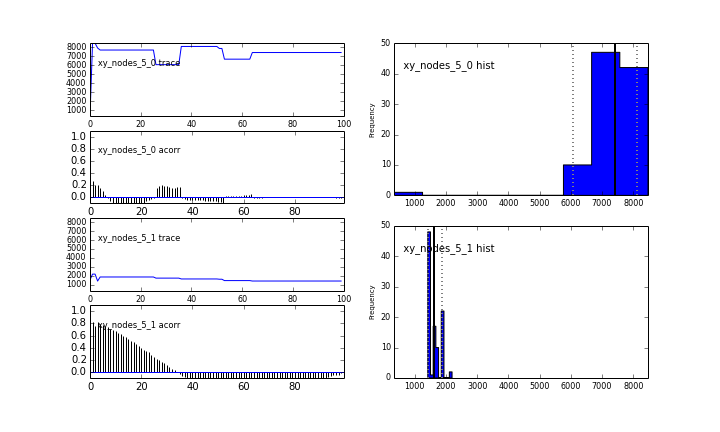 8000
7000
6000
5000
4000
3000
2000
1000
xy_nodes_5_0 trace
0 20 40 60 80 100
1.0
0.8
0.6
0.4
0.2
0.0
xy_nodes_5_0 acorr
0 20 40 60 80
8000
7000
6000
5000
4000
3000
2000
1000
xy_nodes_5_1 trace
0 20 40 60 80 100
1.0
0.8
0.6
0.4
0.2
0.0
xy_nodes_5_1 acorr
0 20 40 60 80
50
40
30
20
10
0
Frequency
xy_nodes_5_0 hist
1000 2000 3000 4000 5000 6000 7000 8000
50
40
30
20
10
0
Frequency
xy_nodes_5_1 hist
1000 2000 3000 4000 5000 6000 7000 8000